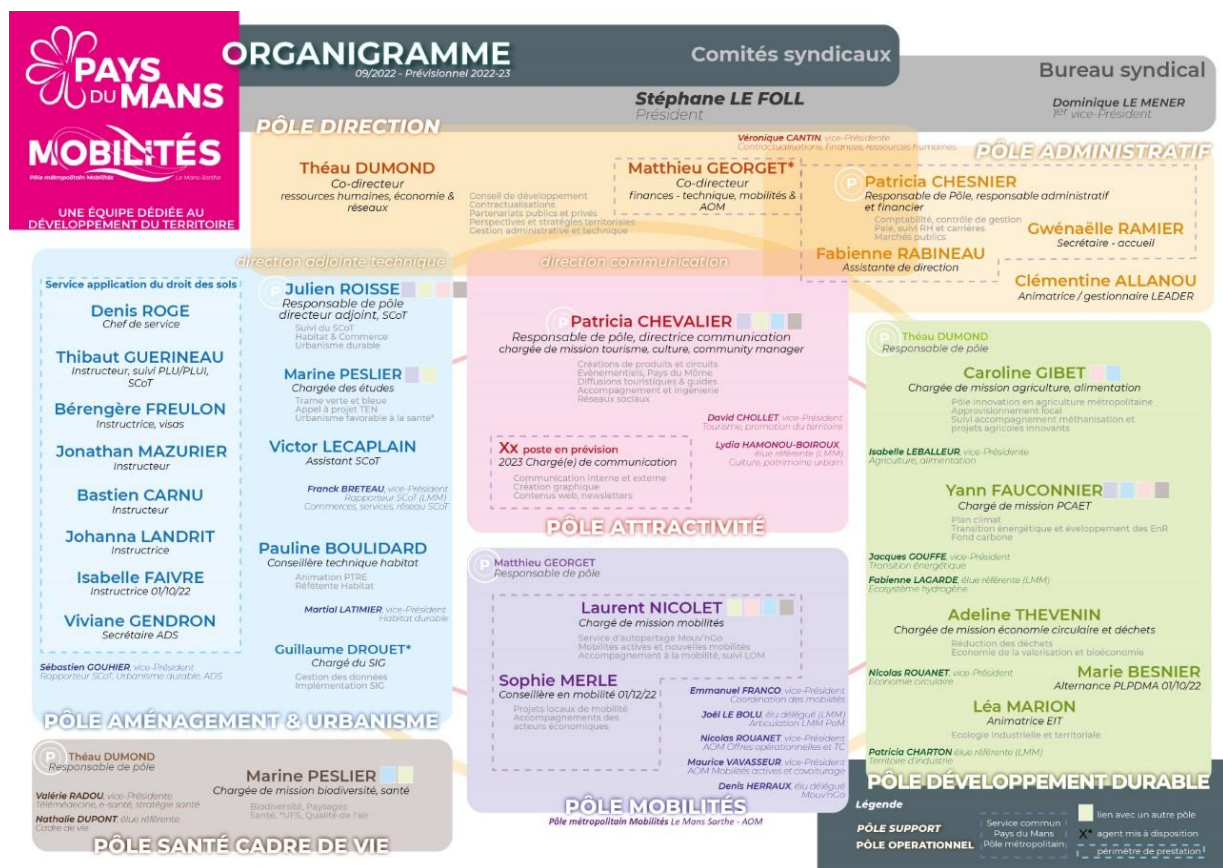 PAYS
DU MANS
MOBILITÉS
Pôle métropolitain Mobilités Le Mans-Sarthe
UNE ÉQUIPE DÉDIÉE AU
DÉVELOPPEMENT DU TERRITOIRE
ORGANIGRAMME
09/2022 - Prévisionnel 2022-23
Comités syndicaux
Bureau syndical
Stéphane LE FOLL
Président
Dominique LE MENER
1er vice-Président
PÔLE DIRECTION
Théau DUMOND
Co-directeur
ressources humaines, économie &
réseaux
Conseil de développement
Contractualisations
Partenariats publics et privés
Perspectives et stratégies territoriales
Gestion administrative et technique
Véronique CANTIN, vice-Présidente
Contractualisations, finances, ressources humaines
Matthieu GEORGET*
Co-directeur
finances - technique, mobilités &
AOM
PÔLE ADMINISTRATIF
P
Patricia CHESNIER
Responsable de Pôle, responsable administratif
et financier
Comptabilité, contrôle de gestion
Paie, suivi RH et carrières
Marchés publics
Gwénaëlle RAMIER
Secrétaire - accueil
Fabienne RABINEAU
Assistante de direction
Clémentine ALLANOU
Animatrice / gestionnaire LEADER
direction adjointe technique
direction communication
Service application du droit des sols
Denis ROGE
Chef de service
Thibaut GUERINEAU
Instructeur, suivi PLU/PLUI,
SCoT
Bérengère FREULON
Instructrice, visas
Jonathan MAZURIER
Instructeur
Bastien CARNU
Instructeur
Johanna LANDRIT
Instructrice
Isabelle FAIVRE
Instructrice 01/10/22
Viviane GENDRON
Secrétaire ADS
Sébastien GOUHIER, vice-Président
Rapporteur SCoT, Urbanisme durable, ADS
P
Julien ROISSE
Responsable de pôle
directeur adjoint, SCoT
Suivi du SCoT
Habitat & Commerce
Urbanisme durable
Marine PESLIER
Chargée des études
Trame verte et bleue
Appel à projet TEN
Urbanisme favorable à la santé*
Victor LECAPLAIN
Assistant SCoT
Franck BRETEAU, vice-Président
Rapporteur SCoT (LMM)
Commerces, services, réseau SCoT
Pauline BOULIDARD
Conseillère technique habitat
Animation PTRE
Référente Habitat
Martial LATIMIER, vice-Président
Habitat durable
Guillaume DROUET*
Chargé du SIG
Gestion des données
Implémentation SIG
PÔLE AMÉNAGEMENT & URBANISME
P
Patricia CHEVALIER
Responsable de pôle, directrice communication
chargée de mission tourisme, culture, community manager
Créations de produits et circuits
Evènementiels, Pays du Môme
Diffusions touristiques & guides
Accompagnement et ingénierie
Réseaux sociaux
David CHOLLET, vice-Président
Tourisme, promotion du territoire
Lydia HAMONOU-BOIROUX
élue référente (LMM)
Culture, patrimoine urbain
Xx poste en prévision
2023 Chargé(e) de communication
Communication interne et externe
Création graphique
Contenus web, newsletters
PÔLE ATTRACTIVITÉ
P
Matthieu GEORGET
Responsable de pôle
Laurent NICOLET
Chargé de mission mobilités
Service d'autopartage Mouv'nGo
Mobilités actives et nouvelles mobilités
Accompagnement à la mobilité, suivi LOM
Sophie MERLE
Conseillère en mobilité 01/12/22
Projets locaux de mobilité
Accompagnements des
acteurs économiques
Emmanuel FRANCO, vice-Président
Coordination des mobilités
Joël LE BOLU, élu délégué (LMM)
Articulation LMM PoM
Nicolas ROUANET, vice-Président
AOM Offres opérationnelles et TC
Maurice VAVASSEUR, vice-Président
AOM Mobilités actives et covoiturage
Denis HERRAUX, élu délégué
Mouv'nGo
PÔLE MOBILITÉS
Pôle métropolitain Mobilités Le Mans Sarthe - AOM
P
Théau DUMOND
Responsable de pôle
Caroline GIBET
Chargée de mission agriculture, alimentation
Pôle innovation en agriculture métropolitaine
Approvisionnement local
Suivi accompagnement méthanisation et
projets agricoles innovants
Isabelle LEBALLEUR, vice-Présidente
Agriculture, alimentation
Yann FAUCONNIER
Chargé de mission PCAET
Plan climat
Transition énergétique et éveloppement des EnR
Fond carbone
Jacques GOUFFE, vice-Président
Transition énergétique
Fabienne LAGARDE, élue référente (LMM)
Ecosystème hydrogène
Adeline THEVENIN
Chargée de mission économie circulaire et déchets
Réduction des déchets
Economie de la valorisation et bioéconomie
Nicolas ROUANET, vice-Président
Economie circulaire
Marie BESNIER
Alternance PLPDMA 01/10/22
Léa MARION
Animatrice EIT
Ecologie industrielle et territoriale
Patricia CHARTON élue référente (LMM)
Territoire d'industrie
PÔLE DÉVELOPPEMENT DURABLE
P
Théau DUMOND
Responsable de pôle
Valérie RADOU, vice-Présidente
Télémédecine, e-santé, stratégie santé
Nathalie DUPONT, élue référente
Cadre de vie
Marine PESLIER
Chargée de mission biodiversité, santé
Biodiversité, Paysages
Santé, *UFS, Qualité de l'air
PÔLE SANTÉ CADRE DE VIE
Légende
PÔLE SUPPORT
PÔLE OPERATIONNEL
Service commun
Pays du Mans
Pôle métropolitain
lien avec un autre pôle
X* agent mis à disposition
périmètre de prestation